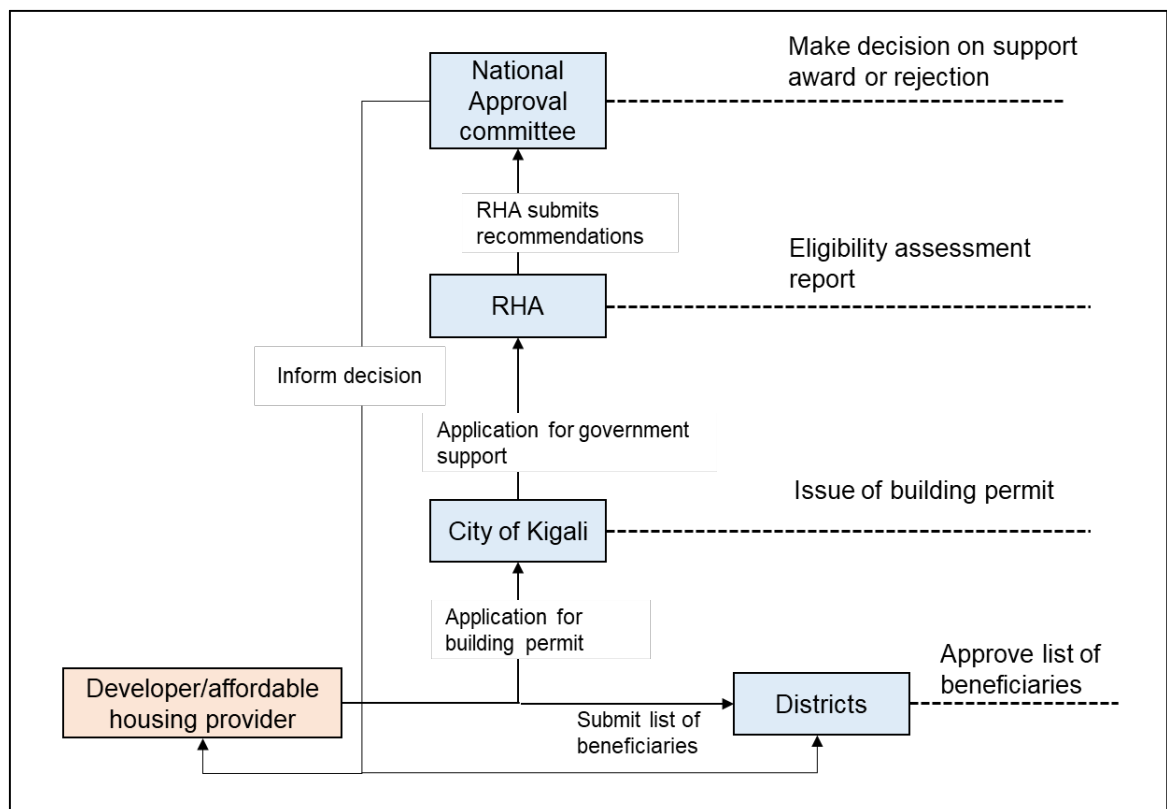 National
Approval
committee
Make decision on support
award or rejection
RHA submits
recommendations
RHA
Eligibility assessment
report
Inform decision
Application for government
support
City of Kigali
Issue of building permit
Application for
building permit
Developer/affordable
housing provider
Submit list of
beneficiaries
Districts
Approve list of
beneficiaries